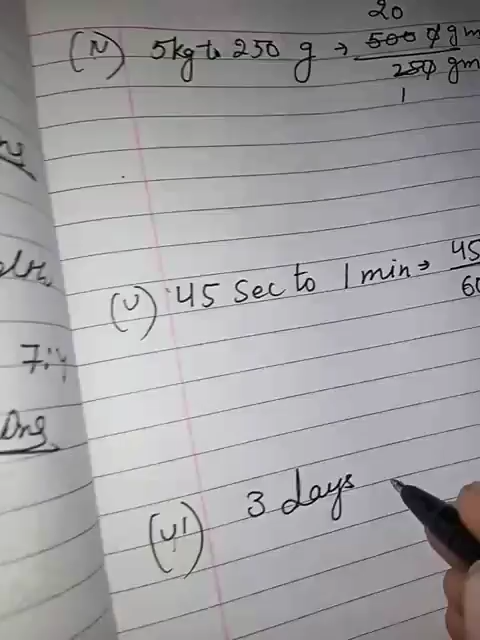 20
(IV) 5kg to 250 g → 5000 gm
250 gm
1
(V) 45 Sec to 1 min → 45
60
7:
(VI) 3 days